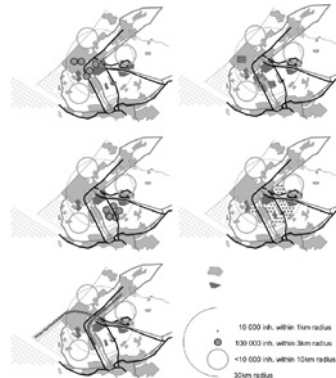 10 000 inh. within 1km radius
100 000 inh. within 3km radius
<10 000 inh. within 10km radius
30km radius